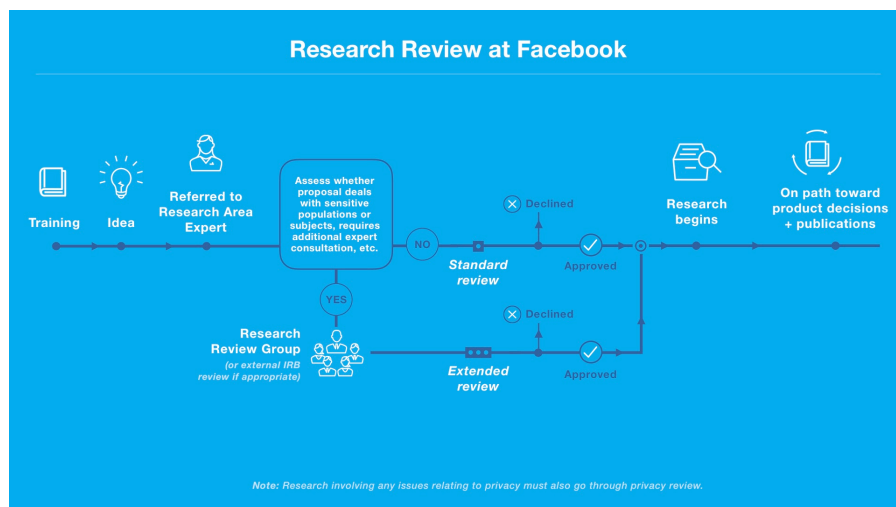 Research Review at Facebook
Training
Idea
Referred to
Research Area
Expert
Assess whether
proposal deals
with sensitive
populations or
subjects, requires
additional expert
consultation, etc.
NO
Standard
review
Declined
Approved
Research
begins
On path toward
product decisions
+ publications
YES
Research
Review Group
(or external IRB
review if appropriate)
Extended
review
Declined
Approved
Note: Research involving any issues relating to privacy must also go through privacy review.